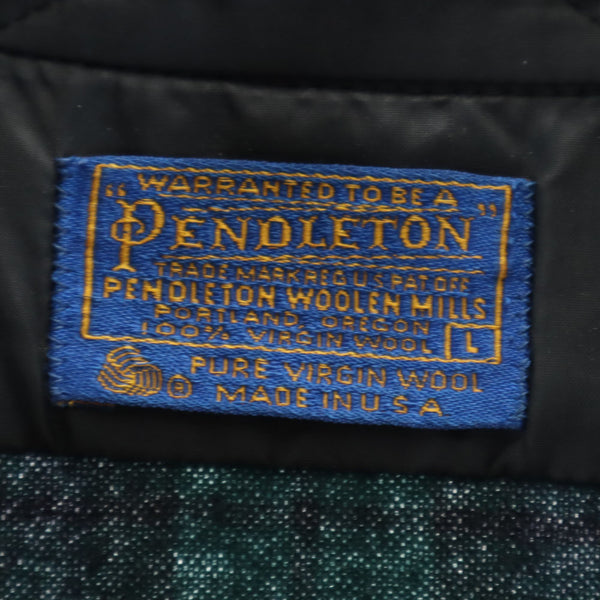 WARRANTED TO BE A
"PENDLETON"
TRADE MARK REG U S PAT OFF
PENDLETON WOOLEN MILLS
PORTLAND, OREGON
100% VIRGIN WOOL L
® PURE VIRGIN WOOL
MADE IN U S A